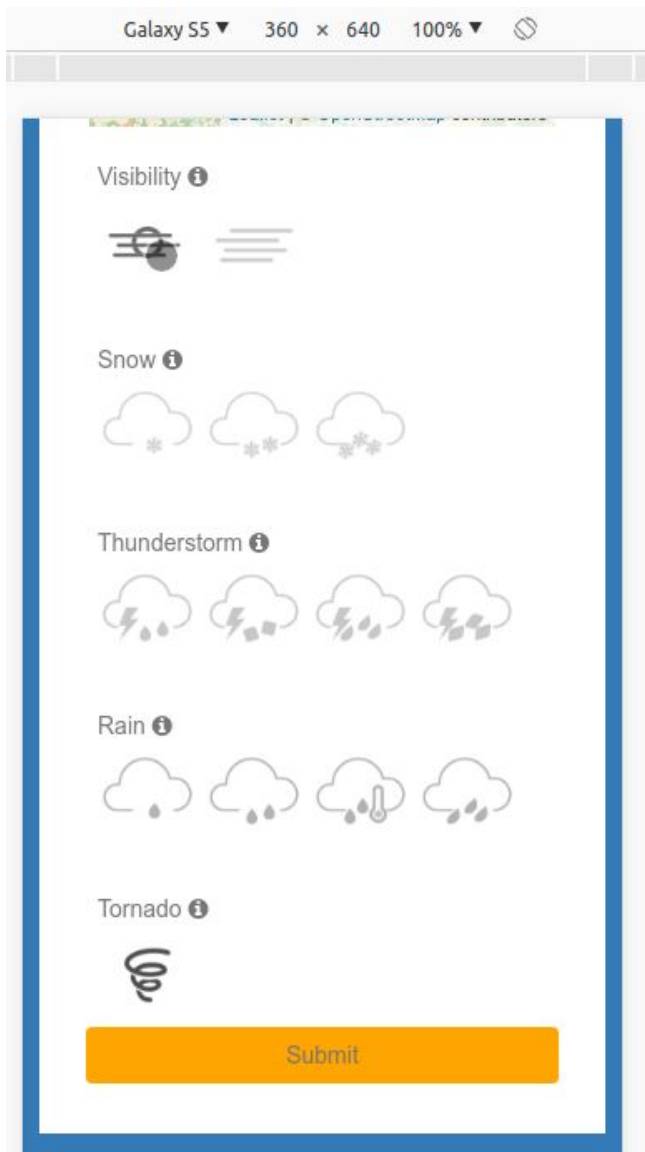 Galaxy S5 ▼ 360 × 640 100% ▼
Visibility
Snow
Thunderstorm
Rain
Tornado
Submit